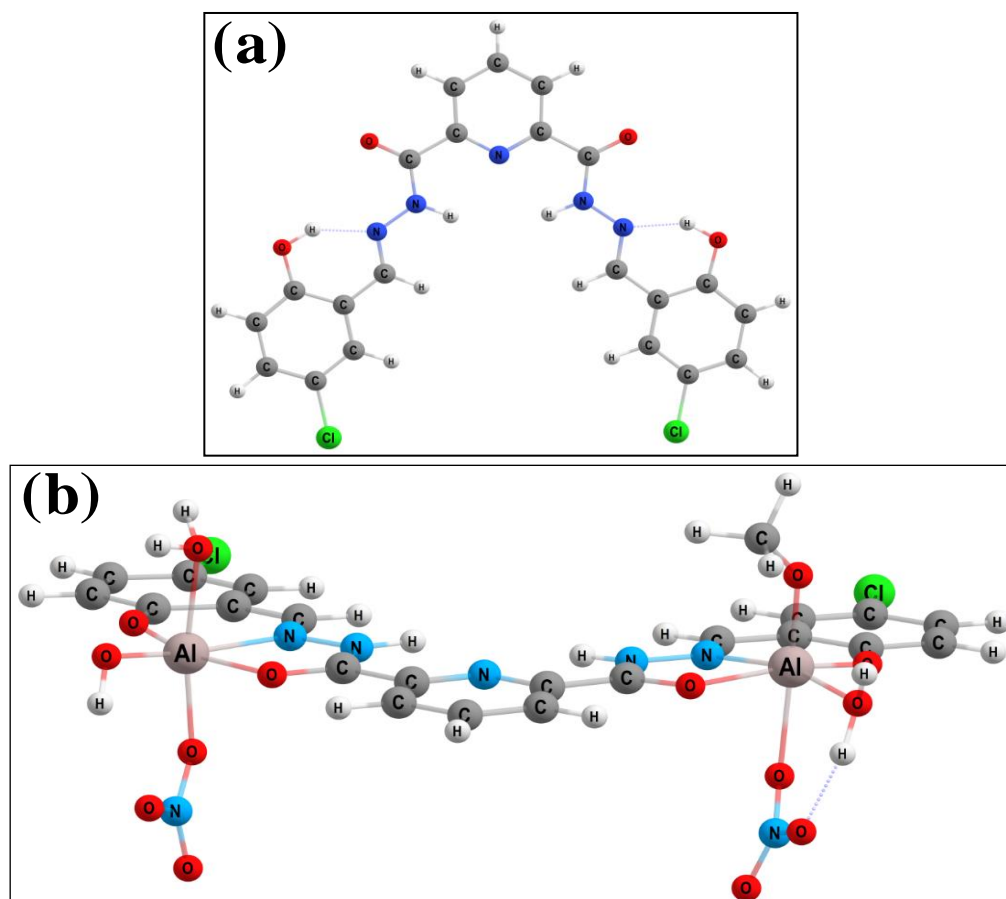 (a)
H
C
H H
C C
O C C O
C N C
N N
H H
H N N H
O O
C C
C H H C
C C H
H C C
C C
H H C
C C C
H H
Cl Cl
(b)
H
H
H C
H O Cl
H C C H O
H C C H Cl
C C H H C C C H
O C N H H C C C C H
O Al N H N N Al O
O C C N C C O H
H H C C C H O
H
O H
O
O N
N O
O
O